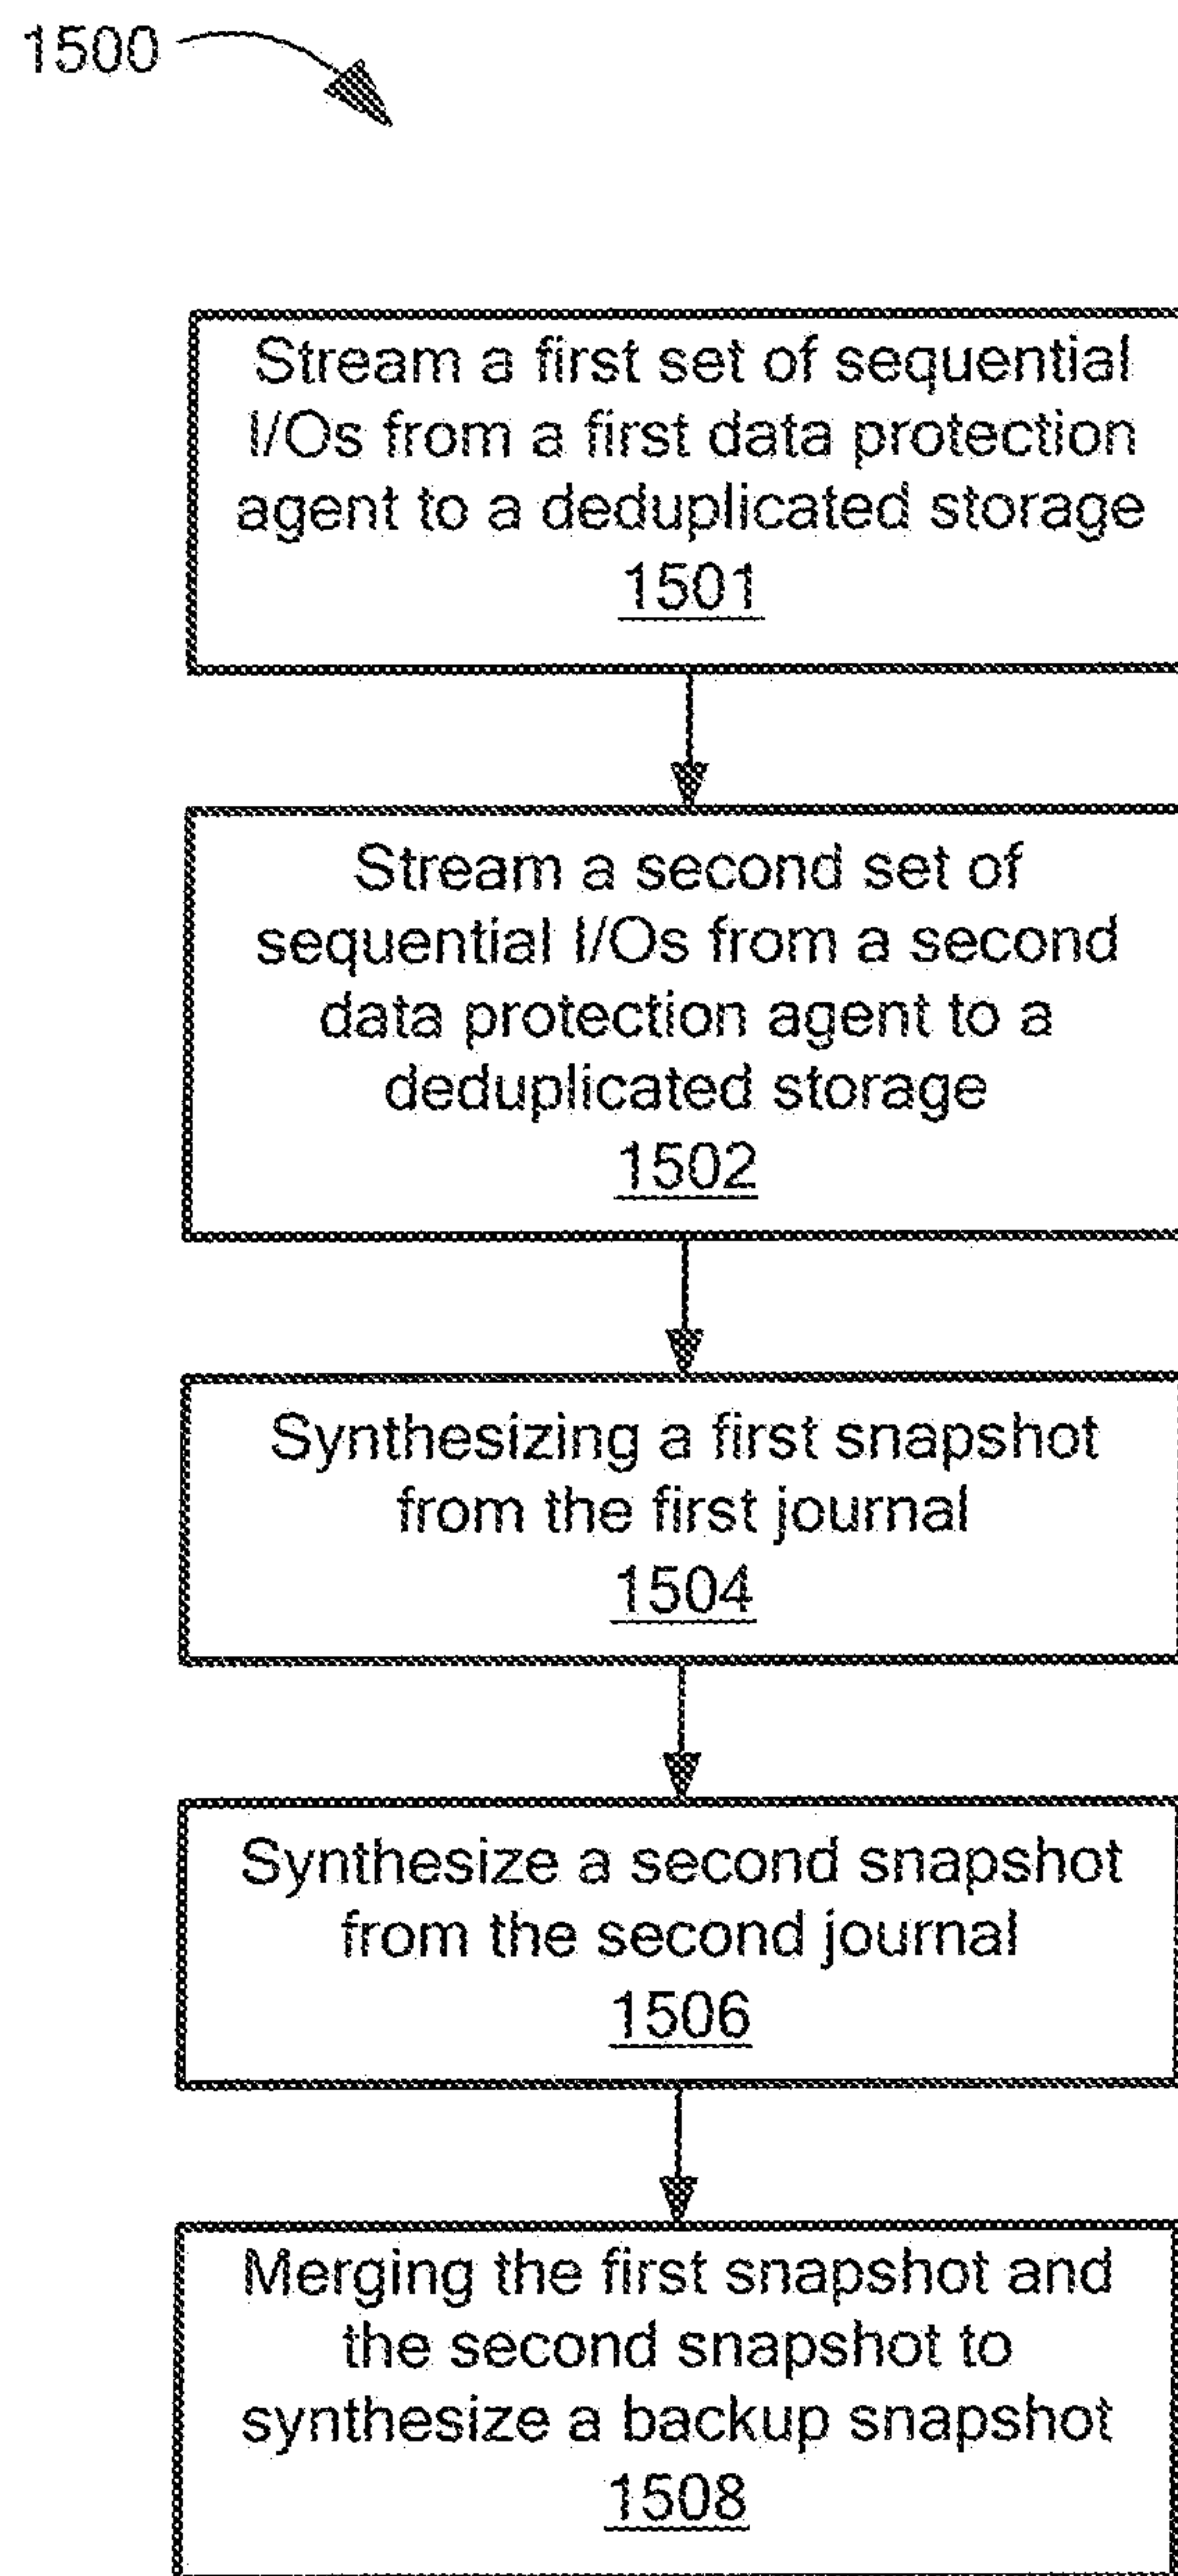 1500
Stream a first set of sequential
I/Os from a first data protection
agent to a deduplicated storage
1501
Stream a second set of
sequential I/Os from a second
data protection agent to a
deduplicated storage
1502
Synthesizing a first snapshot
from the first journal
1504
Synthesize a second snapshot
from the second journal
1506
Merging the first snapshot and
the second snapshot to
synthesize a backup snapshot
1508